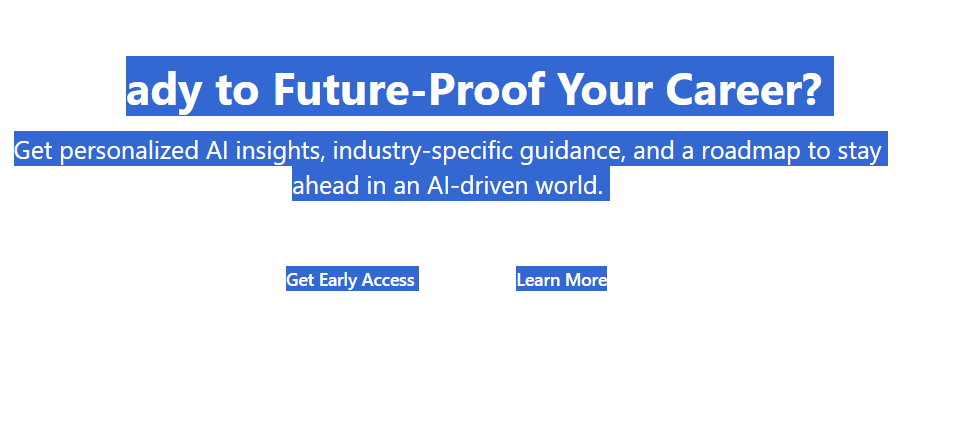 ady to Future-Proof Your Career?
Get personalized AI insights, industry-specific guidance, and a roadmap to stay
ahead in an AI-driven world.
Get Early Access
Learn More